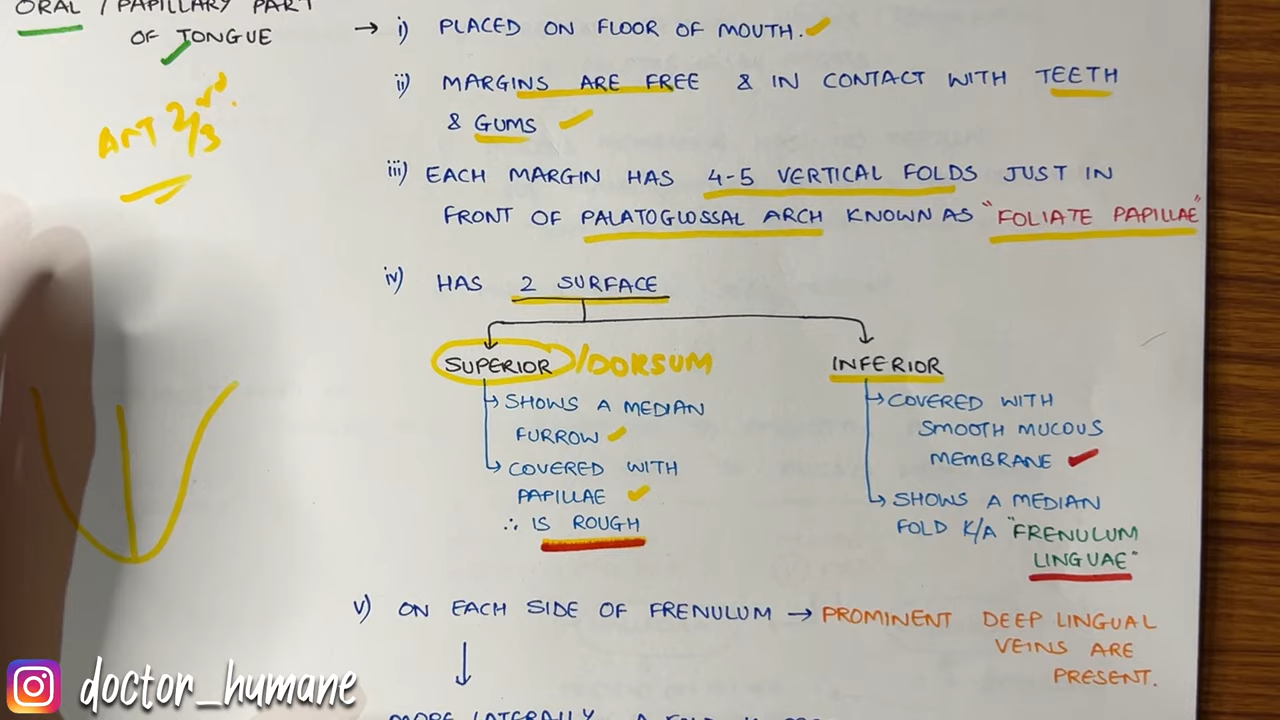 ORAL / PAPILLARY PART
OF TONGUE
ANT 2/3rd.
→ i) PLACED ON FLOOR OF MOUTH.
ii) MARGINS ARE FREE & IN CONTACT WITH TEETH
& GUMS
iii) EACH MARGIN HAS 4-5 VERTICAL FOLDS JUST IN
FRONT OF PALATOGLOSSAL ARCH KNOWN AS "FOLIATE PAPILLAE"
iv) HAS 2 SURFACE
SUPERIOR /DORSUM
SHOWS A MEDIAN
FURROW
COVERED WITH
PAPILLAE
∴ IS ROUGH
INFERIOR
COVERED WITH
SMOOTH MUCOUS
MEMBRANE
SHOWS A MEDIAN
FOLD K/A "FRENULUM
LINGUAE"
v) ON EACH SIDE OF FRENULUM → PROMINENT DEEP LINGUAL
VEINS ARE
PRESENT.
MORE LATERALLY A FOLD
doctor_humane